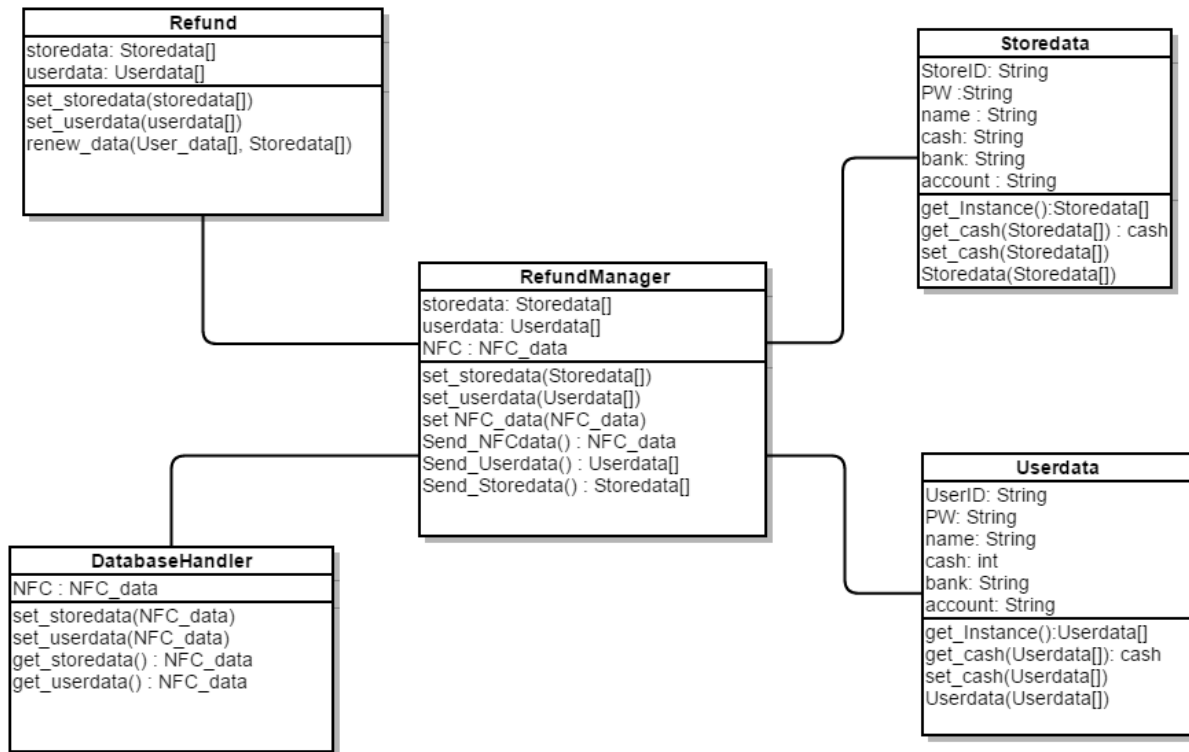 Refund
storedata: Storedata[]
userdata: Userdata[]
set_storedata(storedata[])
set_userdata(userdata[])
renew_data(User_data[], Storedata[])
Storedata
StoreID: String
PW :String
name : String
cash: String
bank: String
account : String
get_Instance():Storedata[]
get_cash(Storedata[]) : cash
set_cash(Storedata[])
Storedata(Storedata[])
RefundManager
storedata: Storedata[]
userdata: Userdata[]
NFC : NFC_data
set_storedata(Storedata[])
set_userdata(Userdata[])
set NFC_data(NFC_data)
Send_NFCdata() : NFC_data
Send_Userdata() : Userdata[]
Send_Storedata() : Storedata[]
DatabaseHandler
NFC : NFC_data
set_storedata(NFC_data)
set_userdata(NFC_data)
get_storedata() : NFC_data
get_userdata() : NFC_data
Userdata
UserID: String
PW: String
name: String
cash: int
bank: String
account: String
get_Instance():Userdata[]
get_cash(Userdata[]): cash
set_cash(Userdata[])
Userdata(Userdata[])